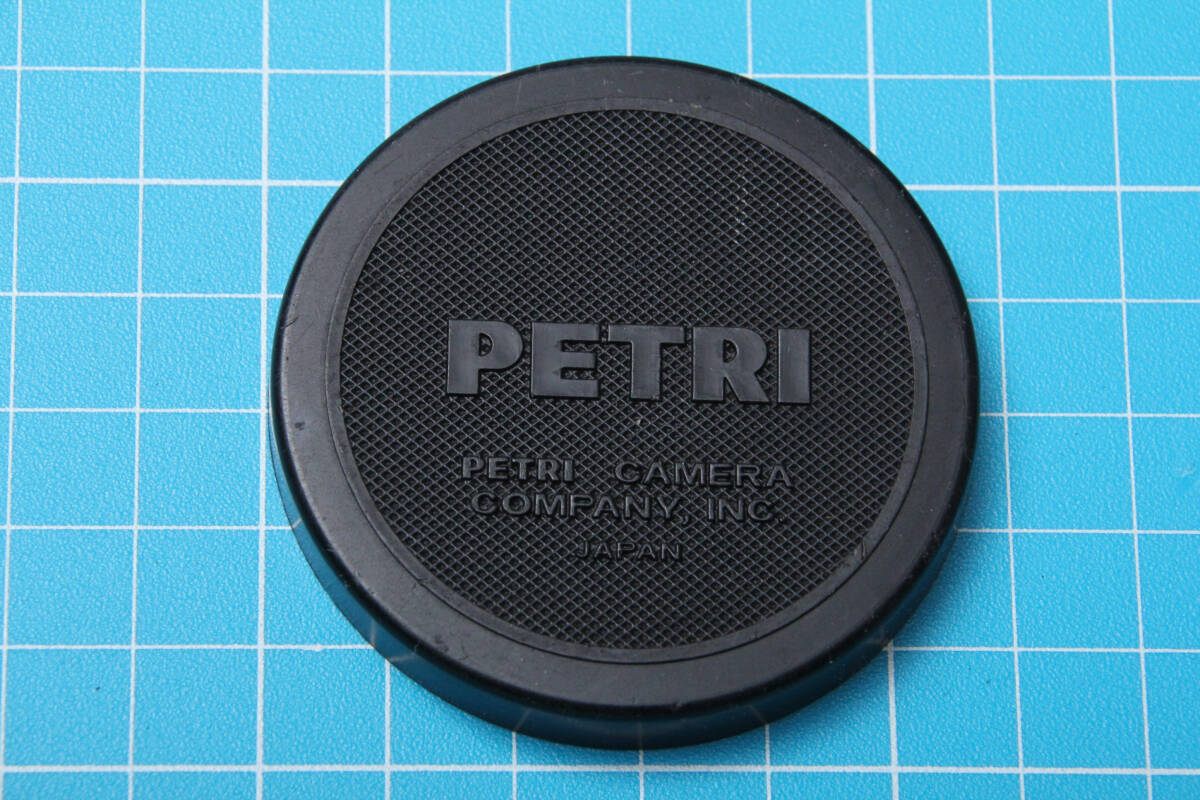 PETRI
PETRI CAMERA
COMPANY, INC.
JAPAN